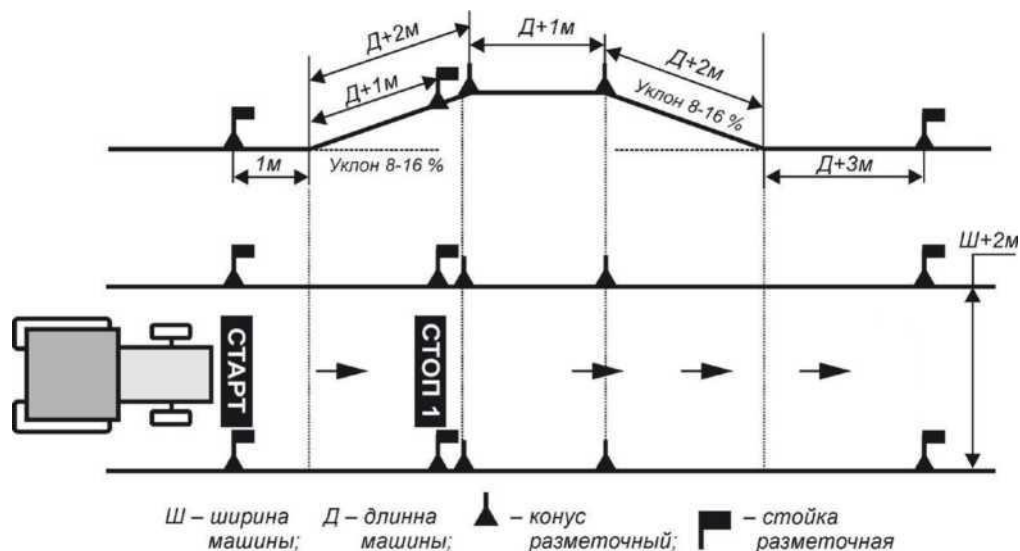 Д+2м
Д+1м
Д+2м
Д+1м
Уклон 8-16 %
1м
Уклон 8-16 %
Д+3м
Ш+2м
СТАРТ
СТОП 1
Ш – ширина машины;
Д – длинна машины;
– конус разметочный;
– стойка разметочная